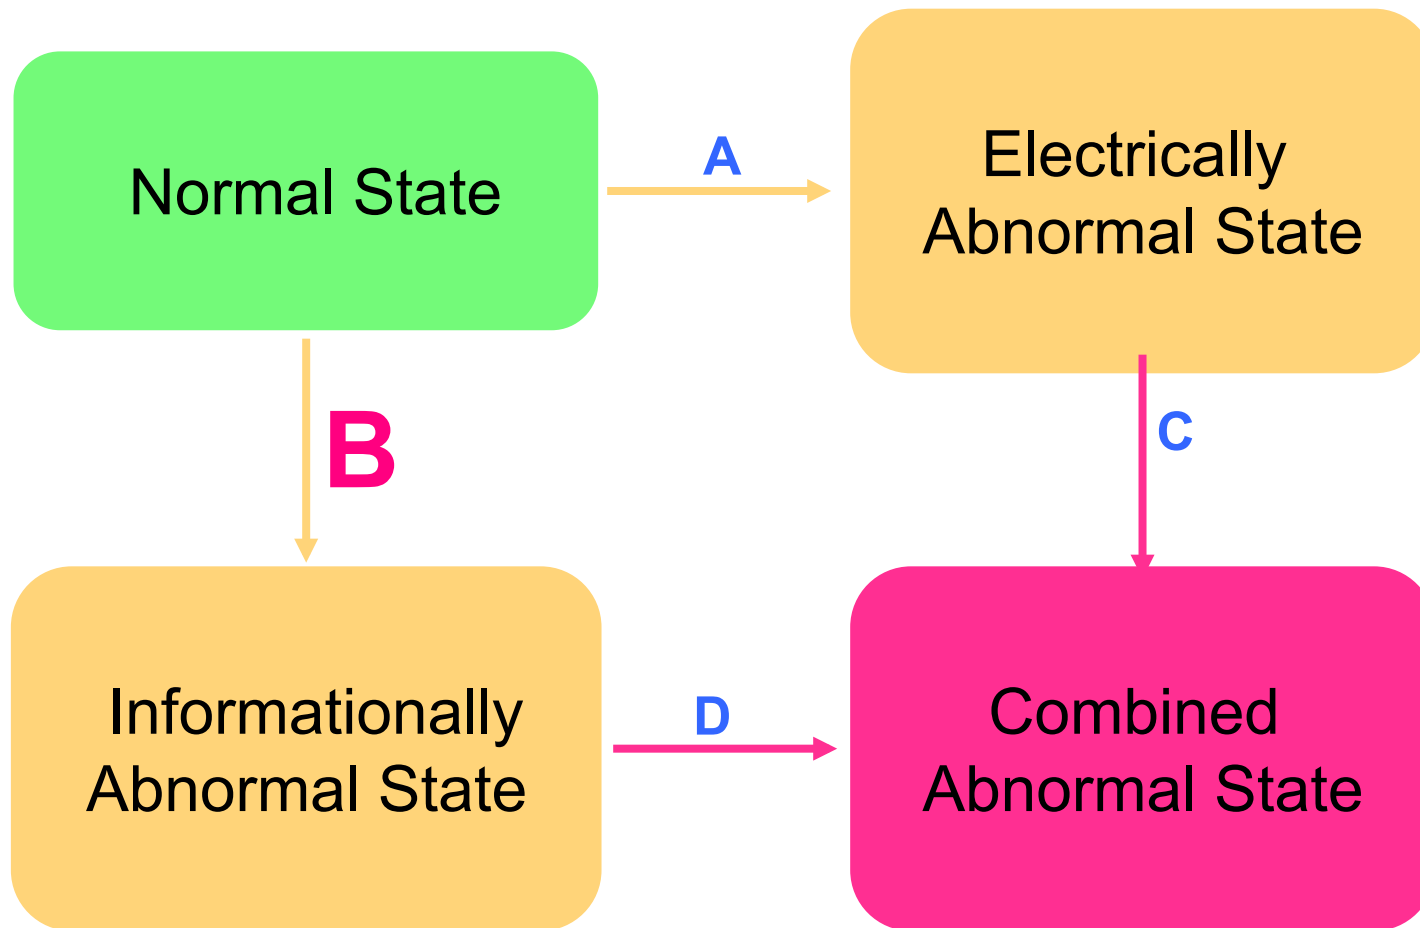 Normal State
A
Electrically
Abnormal State
B
C
Informationally
Abnormal State
D
Combined
Abnormal State